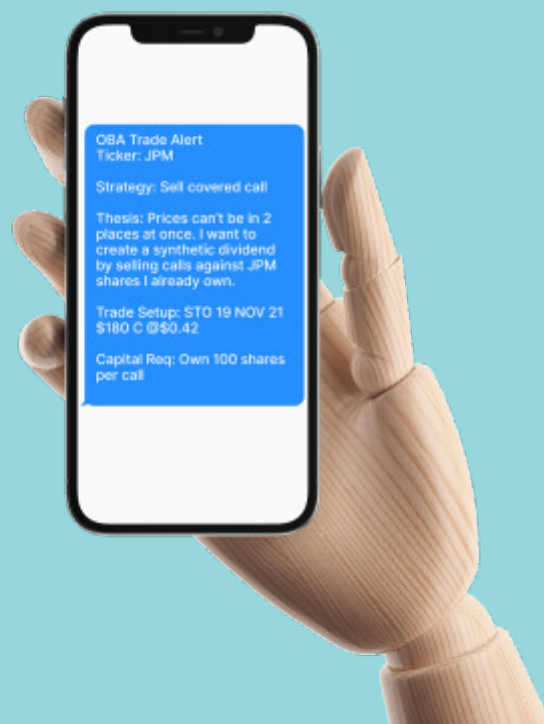 OBA Trade Alert
Ticker: JPM
Strategy: Sell covered call
Thesis: Prices can't be in 2
places at once. I want to
create a synthetic dividend
by selling calls against JPM
shares I already own.
Trade Setup: STO 19 NOV 21
$180 C @$0.42
Capital Req: Own 100 shares
per call